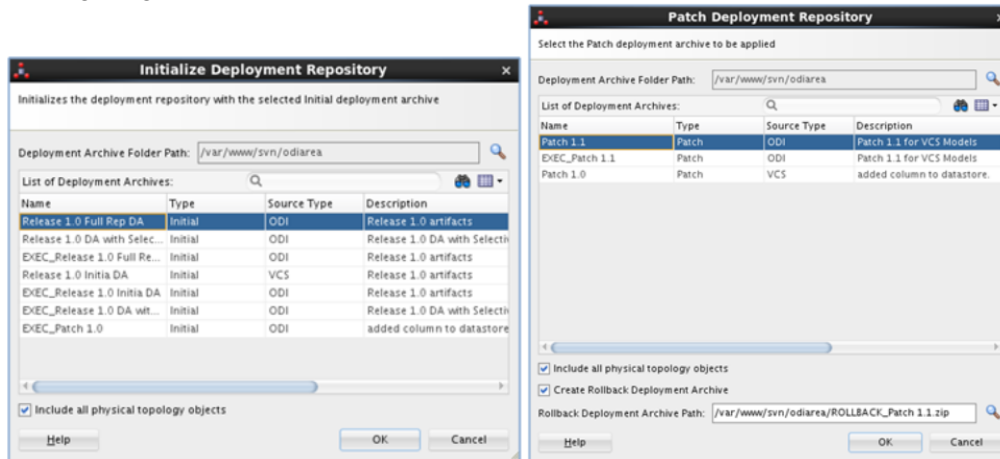 Initialize Deployment Repository
Initializes the deployment repository with the selected Initial deployment archive
Deployment Archive Folder Path: /var/www/svn/odiarea
List of Deployment Archives:
Name Type Source Type Description
Release 1.0 Full Rep DA Initial ODI Release 1.0 artifacts
Release 1.0 DA with Selec... Initial ODI Release 1.0 DA with Selectiv
EXEC_Release 1.0 Full Re... Initial ODI Release 1.0 artifacts
Release 1.0 Initia DA Initial VCS Release 1.0 artifacts
EXEC_Release 1.0 Initia DA Initial ODI Release 1.0 artifacts
EXEC_Release 1.0 DA wit... Initial ODI Release 1.0 DA with Selectiv
EXEC_Patch 1.0 Initial ODI added column to datastore
Include all physical topology objects
Help OK Cancel
Patch Deployment Repository
Select the Patch deployment archive to be applied
Deployment Archive Folder Path: /var/www/svn/odiarea
List of Deployment Archives:
Name Type Source Type Description
Patch 1.1 Patch ODI Patch 1.1 for VCS Models
EXEC_Patch 1.1 Patch ODI Patch 1.1 for VCS Models
Patch 1.0 Patch VCS added column to datastore.
Include all physical topology objects
Create Rollback Deployment Archive
Rollback Deployment Archive Path: /var/www/svn/odiarea/ROLLBACK_Patch 1.1.zip
Help OK Cancel